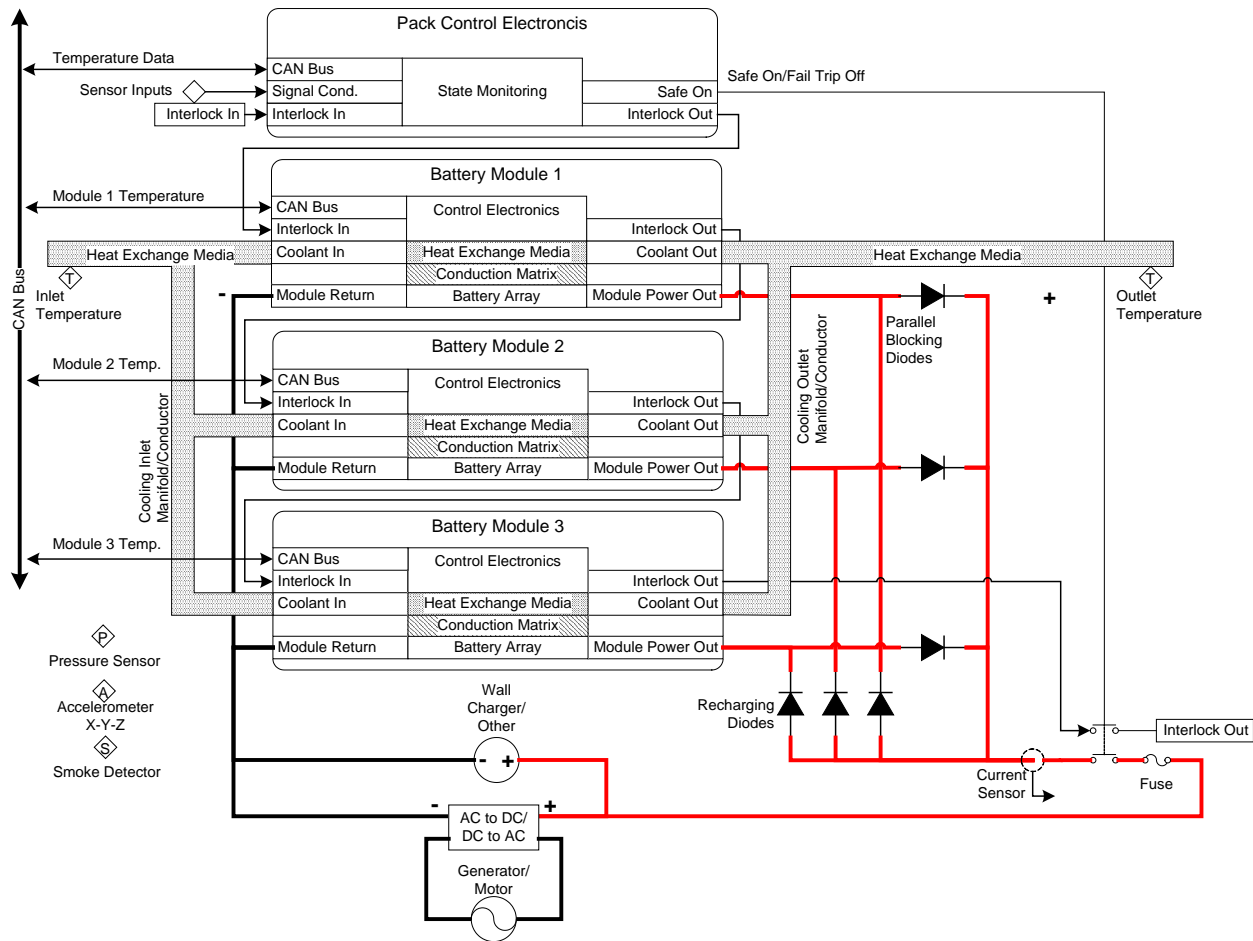 Pack Control Electroncis
Temperature Data
CAN Bus
Sensor Inputs
Signal Cond.
State Monitoring
Safe On
Safe On/Fail Trip Off
Interlock In
Interlock In
Interlock Out
Battery Module 1
Module 1 Temperature
CAN Bus
Control Electronics
Interlock In
Interlock Out
Heat Exchange Media
Coolant In
Heat Exchange Media
Coolant Out
Heat Exchange Media
Conduction Matrix
T
Inlet
Temperature
-
Module Return
Battery Array
Module Power Out
+
T
Outlet
Temperature
Parallel
Blocking
Diodes
CAN Bus
Battery Module 2
Module 2 Temp.
CAN Bus
Control Electronics
Interlock In
Interlock Out
Coolant In
Heat Exchange Media
Coolant Out
Conduction Matrix
Module Return
Battery Array
Module Power Out
Cooling Inlet
Manifold/Conductor
Cooling Outlet
Manifold/Conductor
Battery Module 3
Module 3 Temp.
CAN Bus
Control Electronics
Interlock In
Interlock Out
Coolant In
Heat Exchange Media
Coolant Out
Conduction Matrix
Module Return
Battery Array
Module Power Out
P
Pressure Sensor
A
Accelerometer
X-Y-Z
S
Smoke Detector
Wall
Charger/
Other
- +
Recharging
Diodes
Interlock Out
Current
Sensor
Fuse
- +
AC to DC/
DC to AC
Generator/
Motor